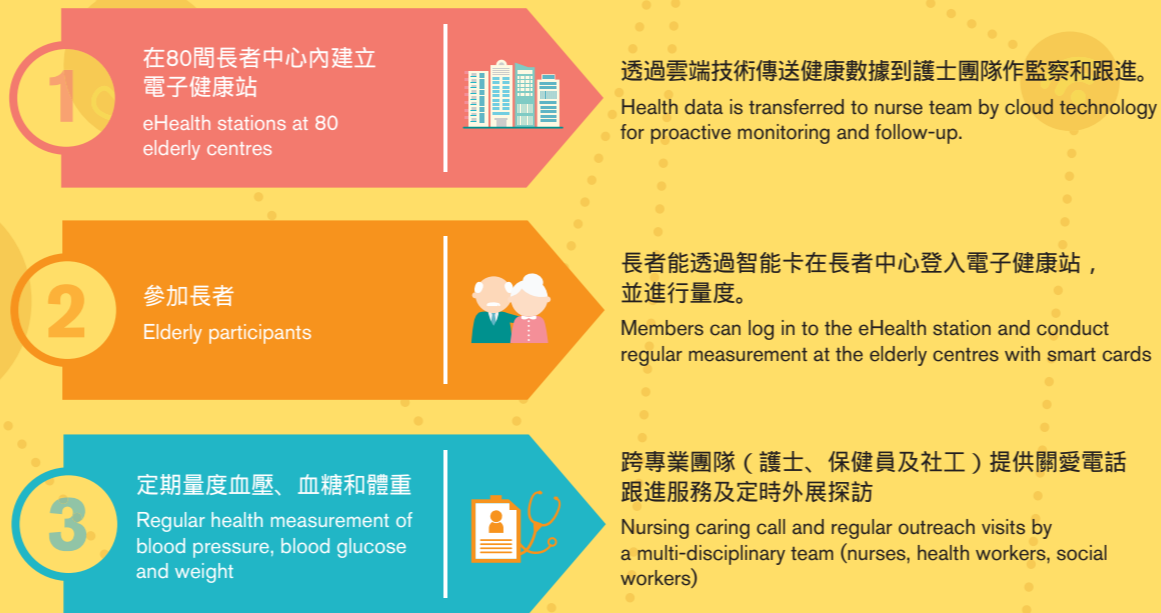 1
在80間長者中心內建立
電子健康站
eHealth stations at 80
elderly centres
透過雲端技術傳送健康數據到護士團隊作監察和跟進。
Health data is transferred to nurse team by cloud technology
for proactive monitoring and follow-up.
2
參加長者
Elderly participants
長者能透過智能卡在長者中心登入電子健康站，
並進行量度。
Members can log in to the eHealth station and conduct
regular measurement at the elderly centres with smart cards
3
定期量度血壓、血糖和體重
Regular health measurement of
blood pressure, blood glucose
and weight
跨專業團隊（護士、保健員及社工）提供關愛電話
跟進服務及定時外展探訪
Nursing caring call and regular outreach visits by
a multi-disciplinary team (nurses, health workers, social
workers)